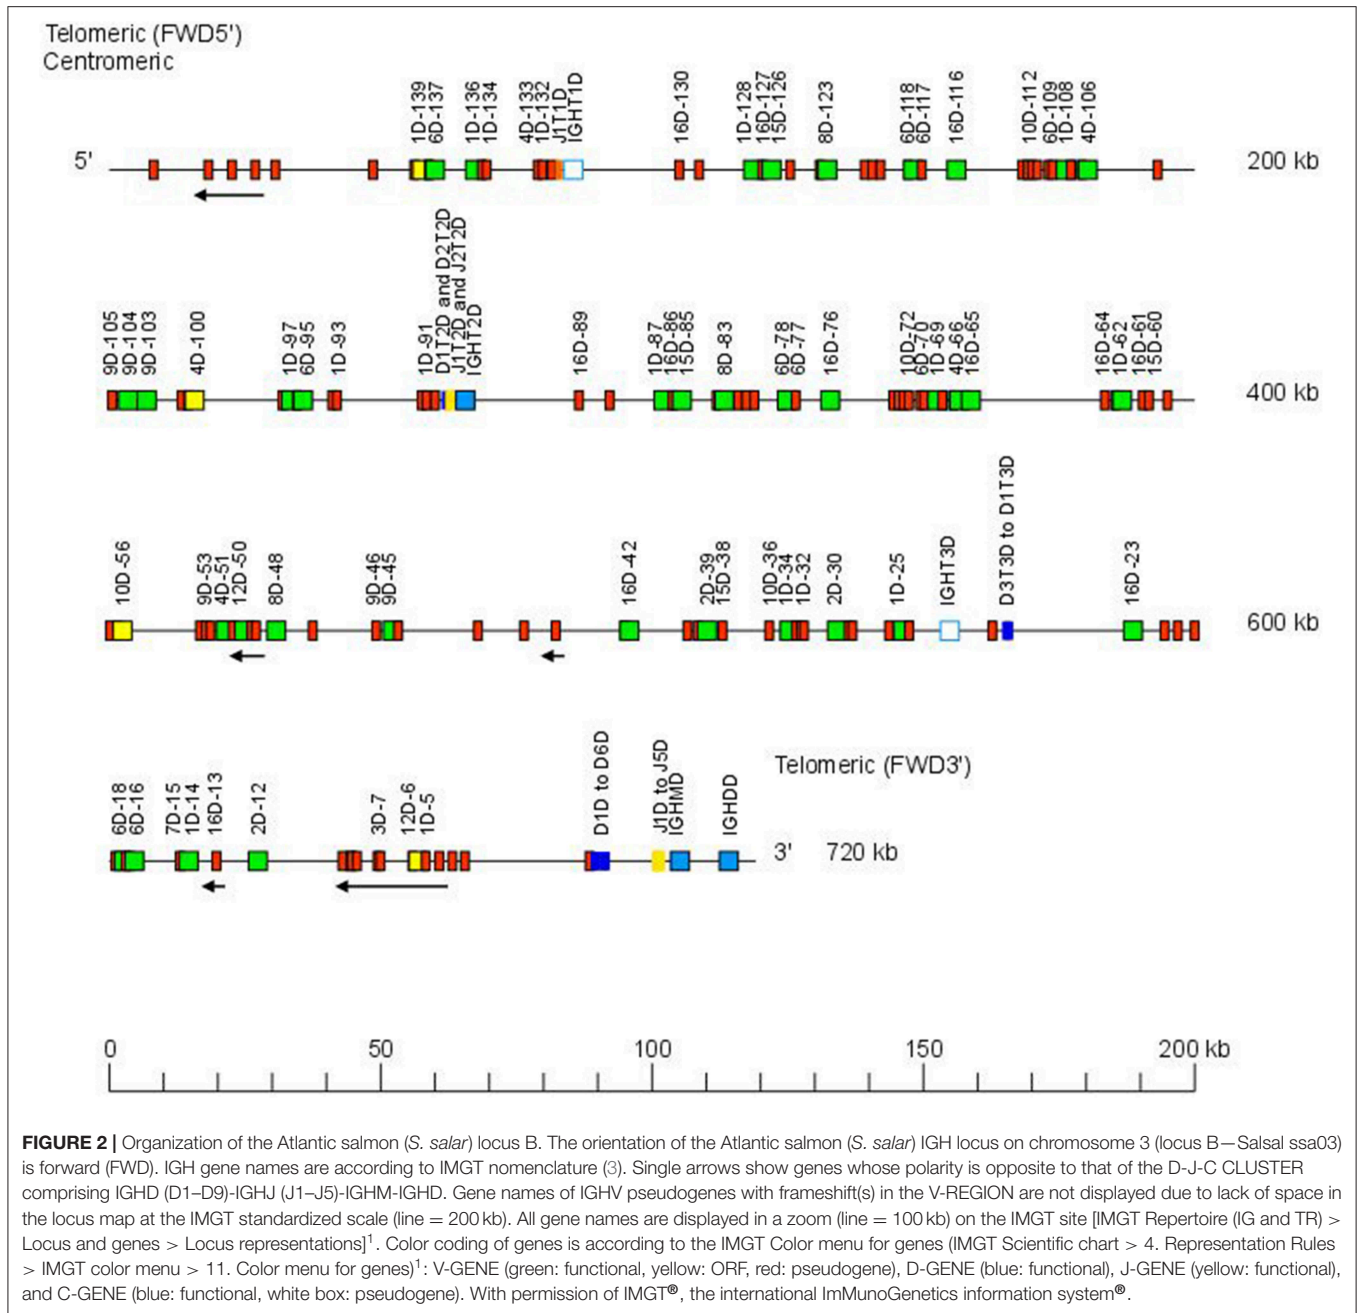 Telomeric (FWD5')
Centromeric
1D-139
6D-137
1D-136
1D-134
4D-133
1D-132
J1T1D
IGHT1D
16D-130
1D-128
16D-127
15D-126
8D-123
6D-118
6D-117
16D-116
10D-112
6D-109
1D-108
4D-106
5'
200 kb
9D-105
9D-104
9D-103
4D-100
1D-97
6D-95
1D-93
1D-91
D1T2D and D2T2D
J1T2D and J2T2D
IGHT2D
16D-89
1D-87
16D-86
15D-85
8D-83
6D-78
6D-77
16D-76
10D-72
6D-70
1D-69
4D-66
16D-65
16D-64
1D-62
16D-61
15D-60
400 kb
10D-56
9D-53
4D-51
12D-50
8D-48
9D-46
9D-45
16D-42
2D-39
15D-38
10D-36
1D-34
1D-32
2D-30
1D-25
IGHT3D
D3T3D to D1T3D
16D-23
600 kb
6D-18
6D-16
7D-15
1D-14
16D-13
2D-12
3D-7
12D-6
1D-5
D1D to D6D
J1D to J5D
IGHMD
IGHDD
Telomeric (FWD3')
3' 720 kb
0 50 100 150 200 kb
FIGURE 2 | Organization of the Atlantic salmon (S. salar) locus B. The orientation of the Atlantic salmon (S. salar) IGH locus on chromosome 3 (locus B—Salsal ssa03)
is forward (FWD). IGH gene names are according to IMGT nomenclature (3). Single arrows show genes whose polarity is opposite to that of the D-J-C CLUSTER
comprising IGHD (D1–D9)-IGHJ (J1–J5)-IGHM-IGHD. Gene names of IGHV pseudogenes with frameshift(s) in the V-REGION are not displayed due to lack of space in
the locus map at the IMGT standardized scale (line = 200 kb). All gene names are displayed in a zoom (line = 100 kb) on the IMGT site [IMGT Repertoire (IG and TR) >
Locus and genes > Locus representations]1. Color coding of genes is according to the IMGT Color menu for genes (IMGT Scientific chart > 4. Representation Rules
> IMGT color menu > 11. Color menu for genes)1: V-GENE (green: functional, yellow: ORF, red: pseudogene), D-GENE (blue: functional), J-GENE (yellow: functional),
and C-GENE (blue: functional, white box: pseudogene). With permission of IMGT®, the international ImMunoGenetics information system®.